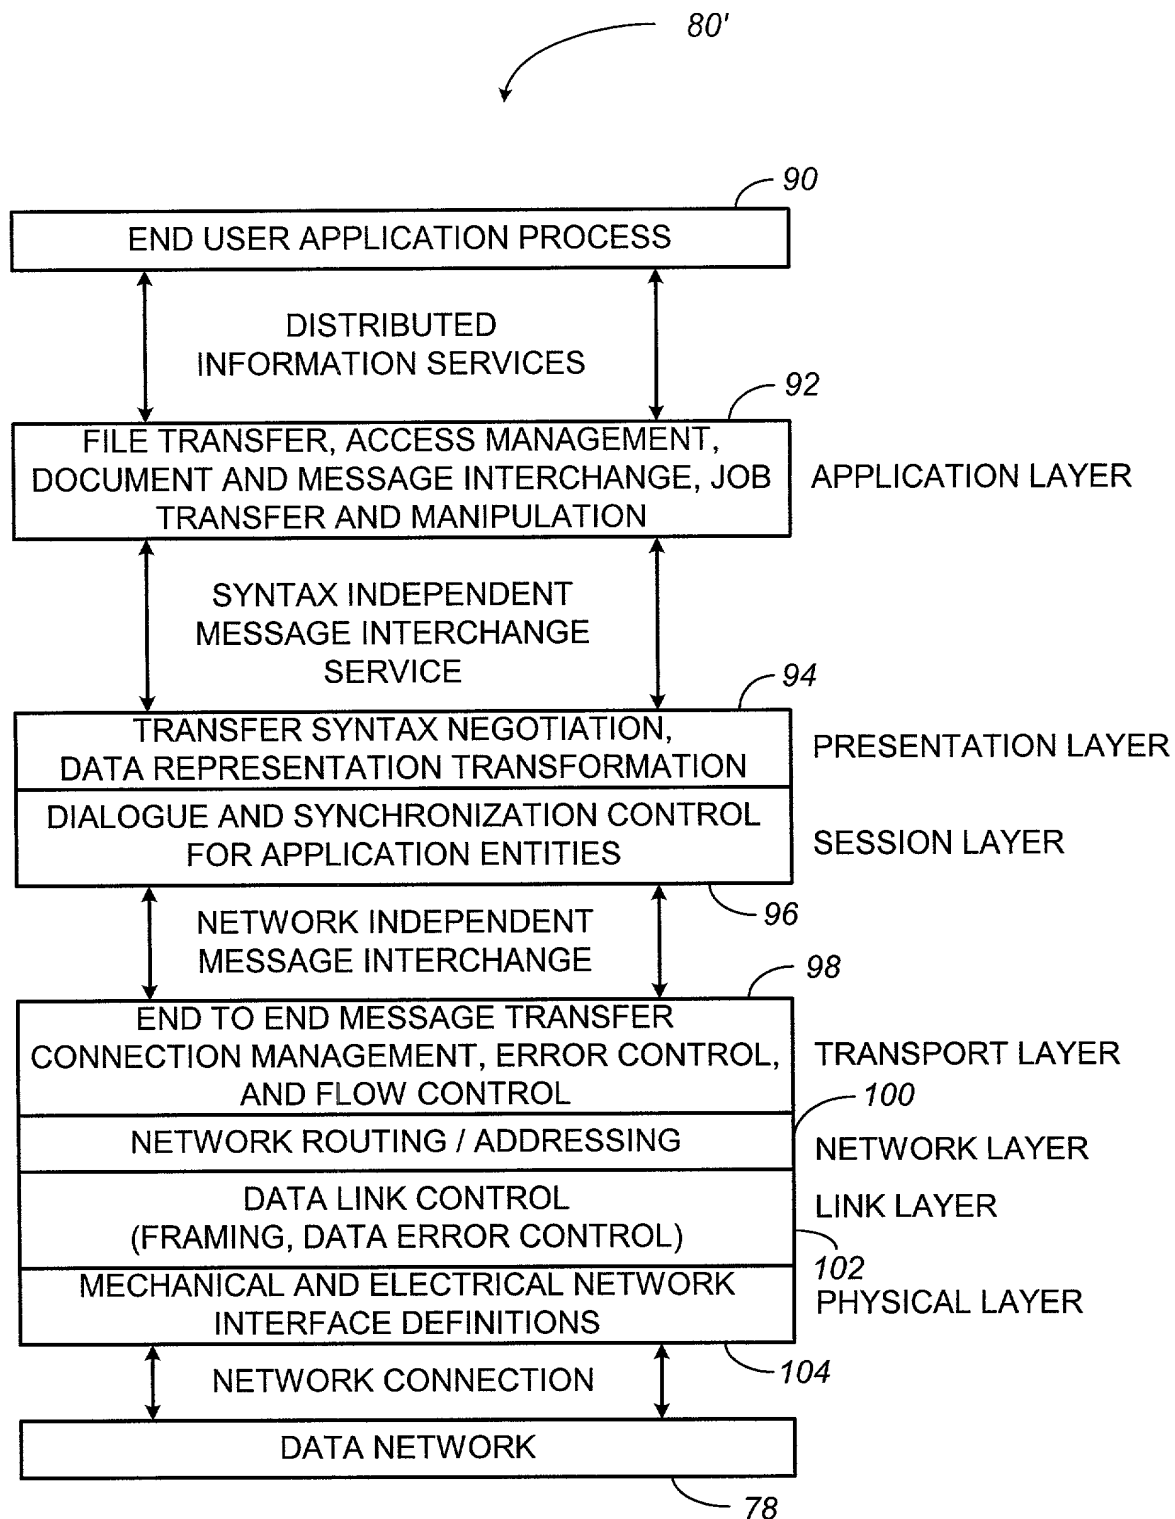 80'
90
END USER APPLICATION PROCESS
DISTRIBUTED
INFORMATION SERVICES
92
FILE TRANSFER, ACCESS MANAGEMENT,
DOCUMENT AND MESSAGE INTERCHANGE, JOB
TRANSFER AND MANIPULATION
APPLICATION LAYER
SYNTAX INDEPENDENT
MESSAGE INTERCHANGE
SERVICE
94
TRANSFER SYNTAX NEGOTIATION,
DATA REPRESENTATION TRANSFORMATION
PRESENTATION LAYER
DIALOGUE AND SYNCHRONIZATION CONTROL
FOR APPLICATION ENTITIES
SESSION LAYER
96
NETWORK INDEPENDENT
MESSAGE INTERCHANGE
98
END TO END MESSAGE TRANSFER
CONNECTION MANAGEMENT, ERROR CONTROL,
AND FLOW CONTROL
TRANSPORT LAYER
100
NETWORK ROUTING / ADDRESSING
NETWORK LAYER
DATA LINK CONTROL
(FRAMING, DATA ERROR CONTROL)
LINK LAYER
102
MECHANICAL AND ELECTRICAL NETWORK
INTERFACE DEFINITIONS
PHYSICAL LAYER
104
NETWORK CONNECTION
DATA NETWORK
78